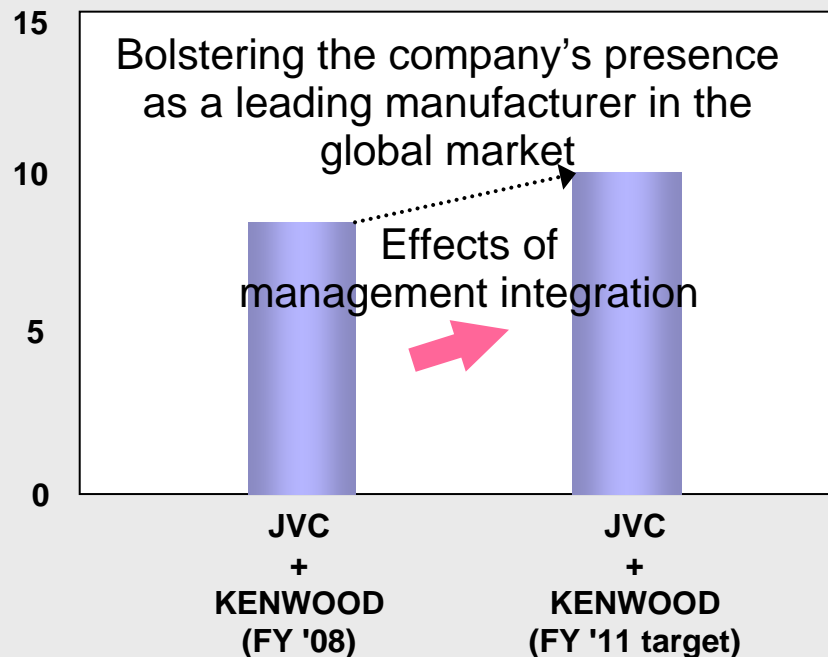 15
Bolstering the company’s presence
as a leading manufacturer in the
global market
10
Effects of
management integration
5
0
JVC
+
KENWOOD
(FY '08)
JVC
+
KENWOOD
(FY '11 target)